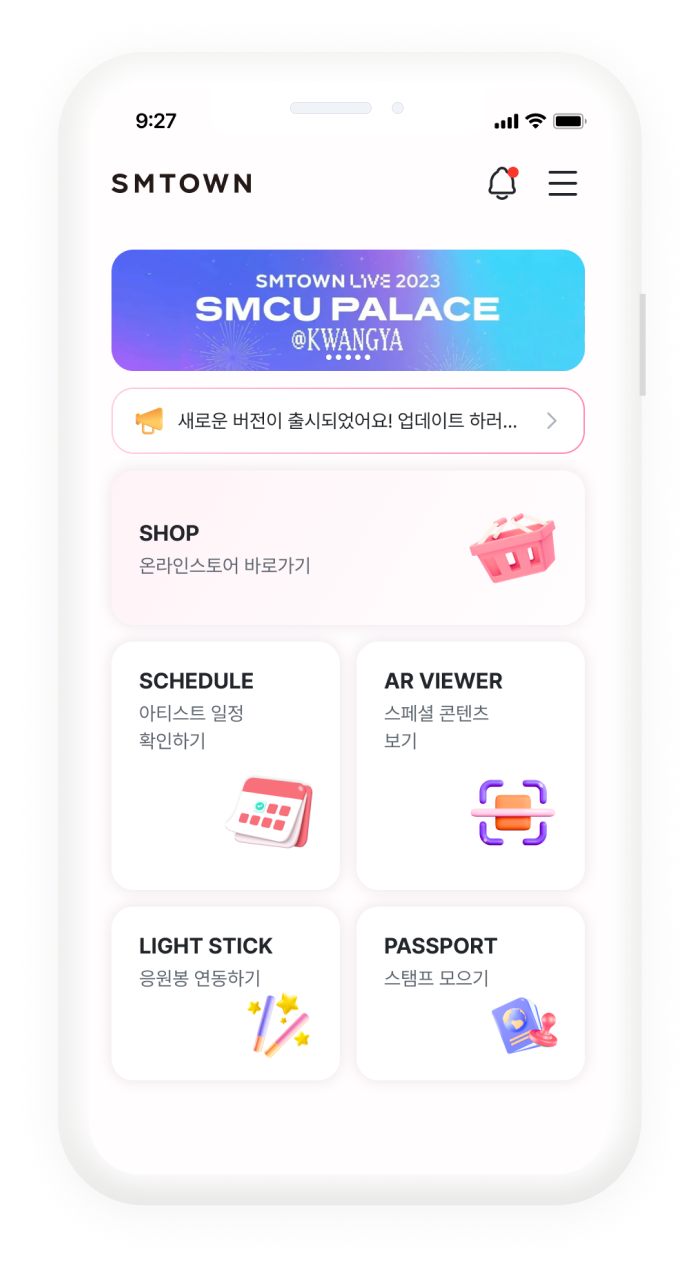 9:27
SMTOWN
SMTOWN LIVE 2023
SMCU PALACE
@KWANGYA
새로운 버전이 출시되었어요! 업데이트 하러...
SHOP
온라인스토어 바로가기
SCHEDULE
아티스트 일정
확인하기
AR VIEWER
스페셜 콘텐츠
보기
LIGHT STICK
응원봉 연동하기
PASSPORT
스탬프 모으기